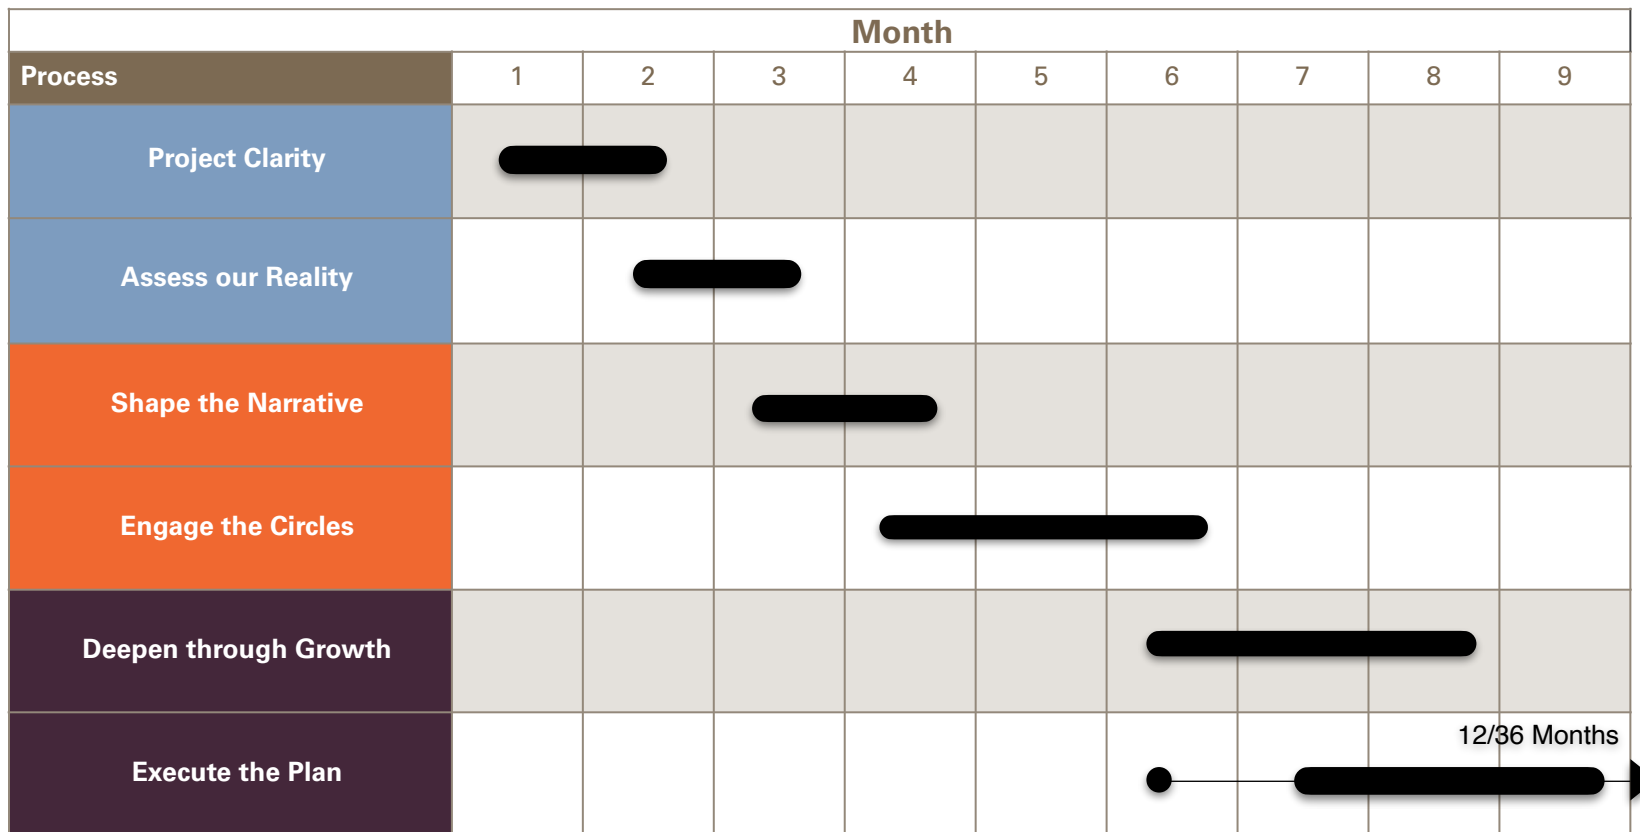 Month
Process 1 2 3 4 5 6 7 8 9
Project Clarity
Assess our Reality
Shape the Narrative
Engage the Circles
Deepen through Growth
12/36 Months
Execute the Plan